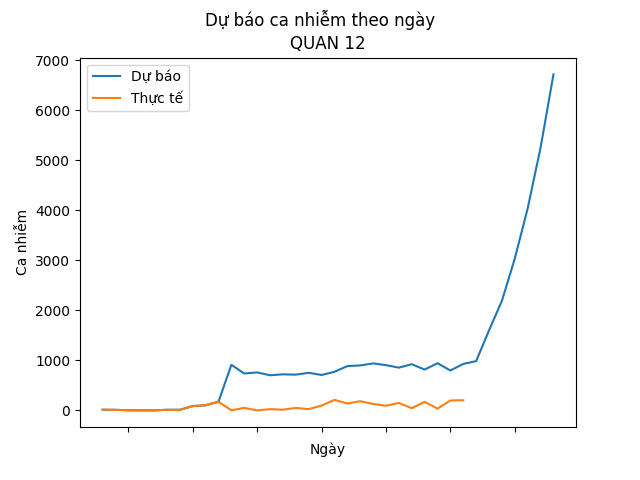 Dự báo ca nhiễm theo ngày
QUAN 12
Dự báo
Thực tế
7000
6000
5000
4000
3000
2000
1000
0
Ca nhiễm
Ngày